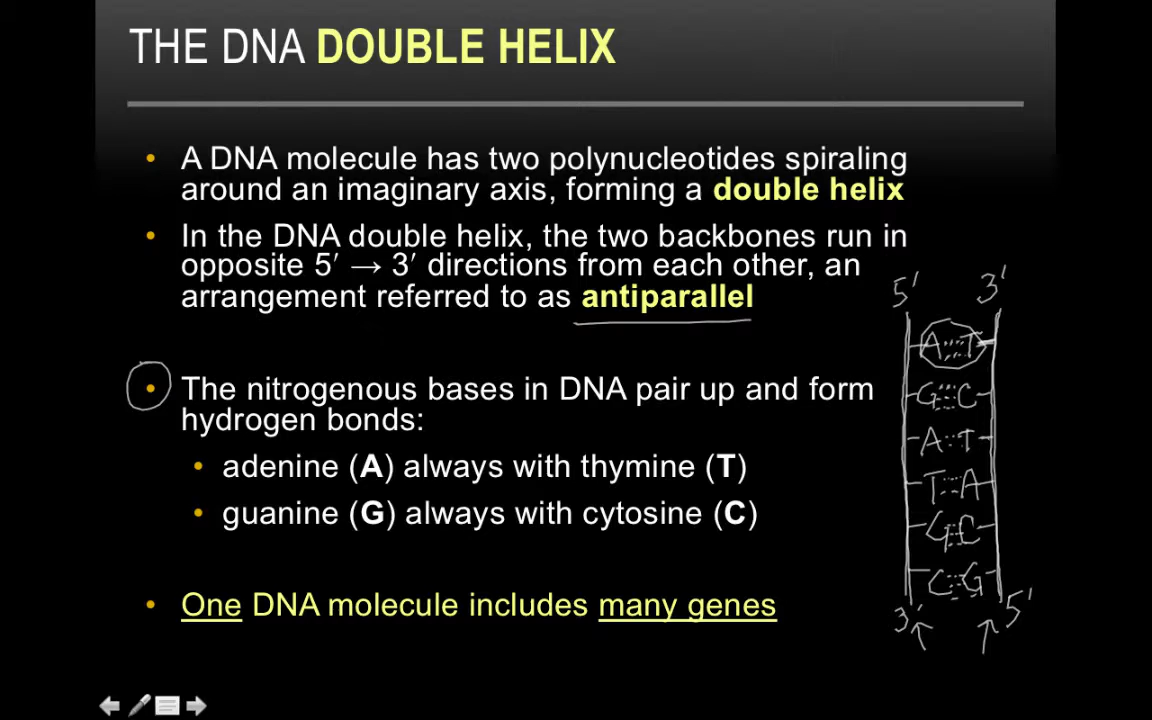 THE DNA DOUBLE HELIX
• A DNA molecule has two polynucleotides spiraling
around an imaginary axis, forming a double helix
• In the DNA double helix, the two backbones run in
opposite 5′ → 3′ directions from each other, an
arrangement referred to as antiparallel
5' 3'
A T
G C
• The nitrogenous bases in DNA pair up and form
hydrogen bonds:
A T
• adenine (A) always with thymine (T)
T A
• guanine (G) always with cytosine (C)
G C
C G
• One DNA molecule includes many genes
3' 5'